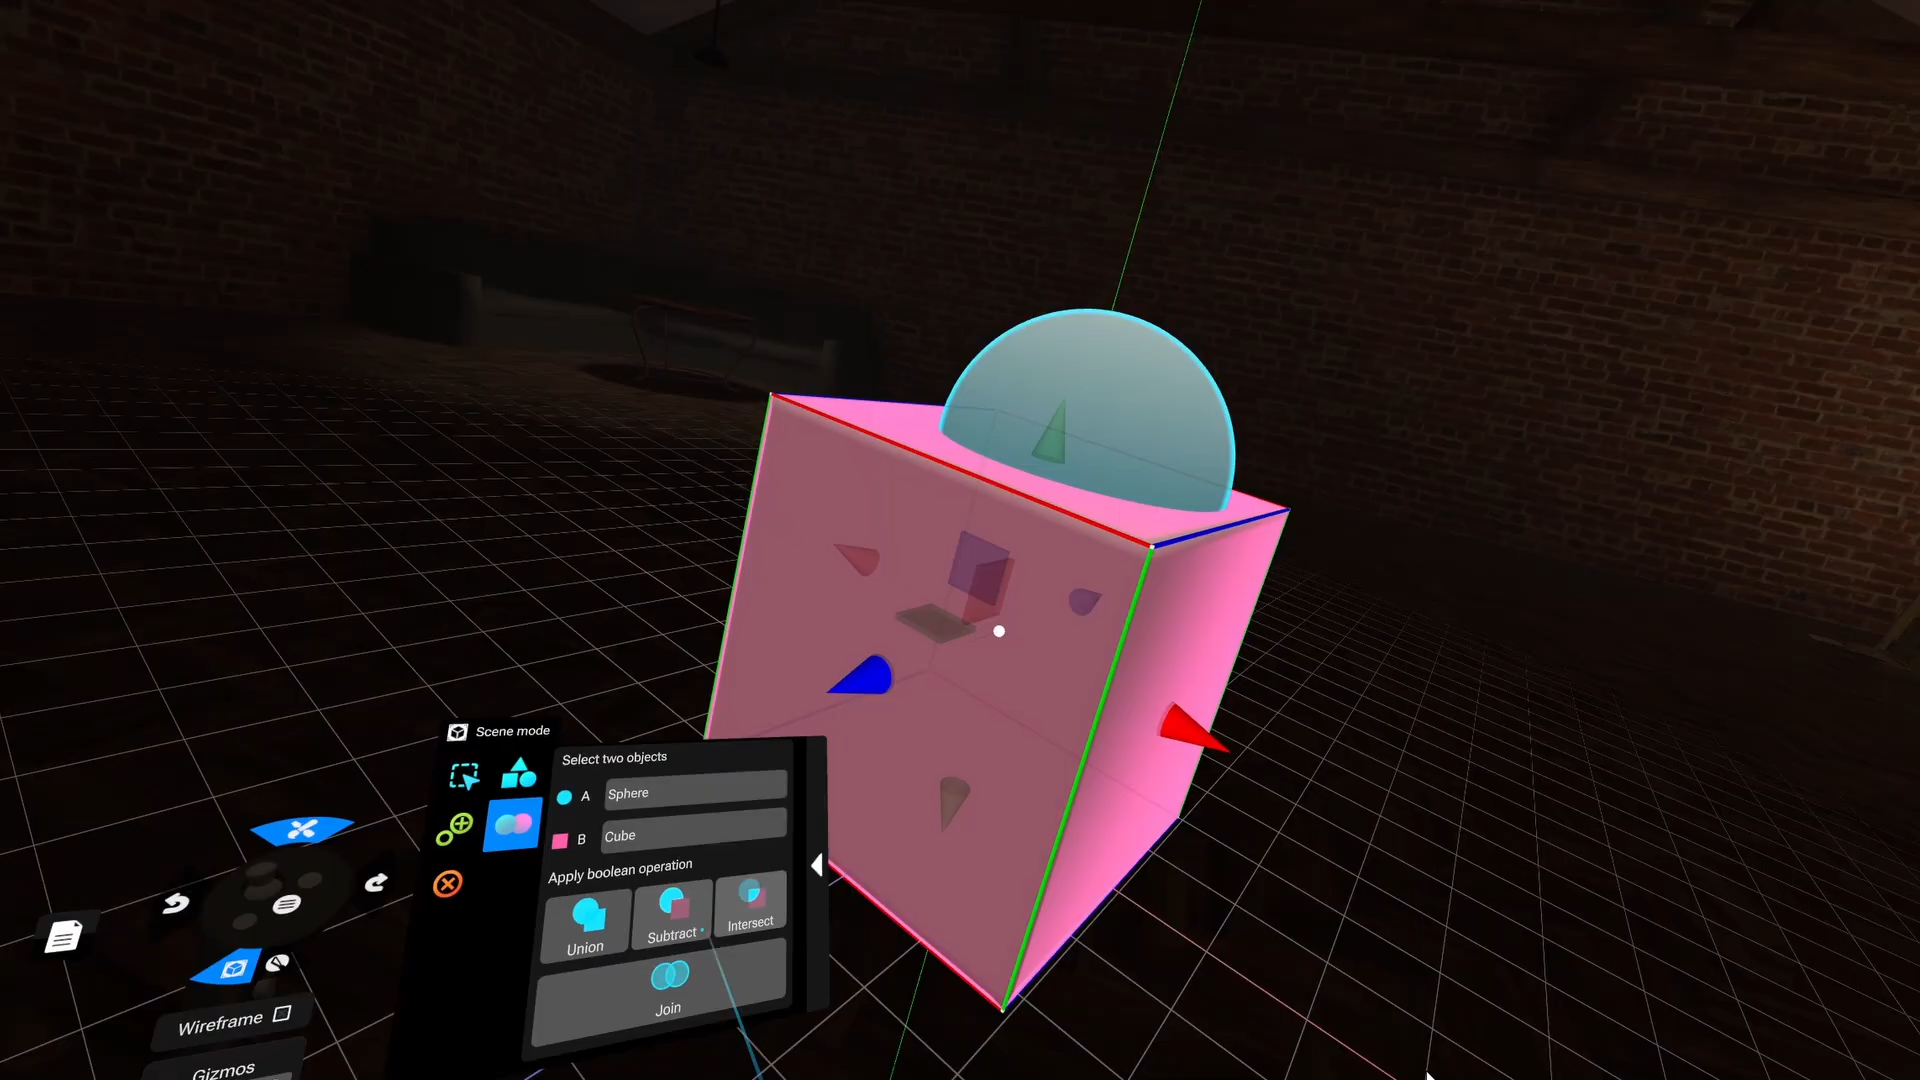 Scene mode
Select two objects
A Sphere
B Cube
Apply boolean operation
Union
Subtract
Intersect
Join
Wireframe
Gizmos